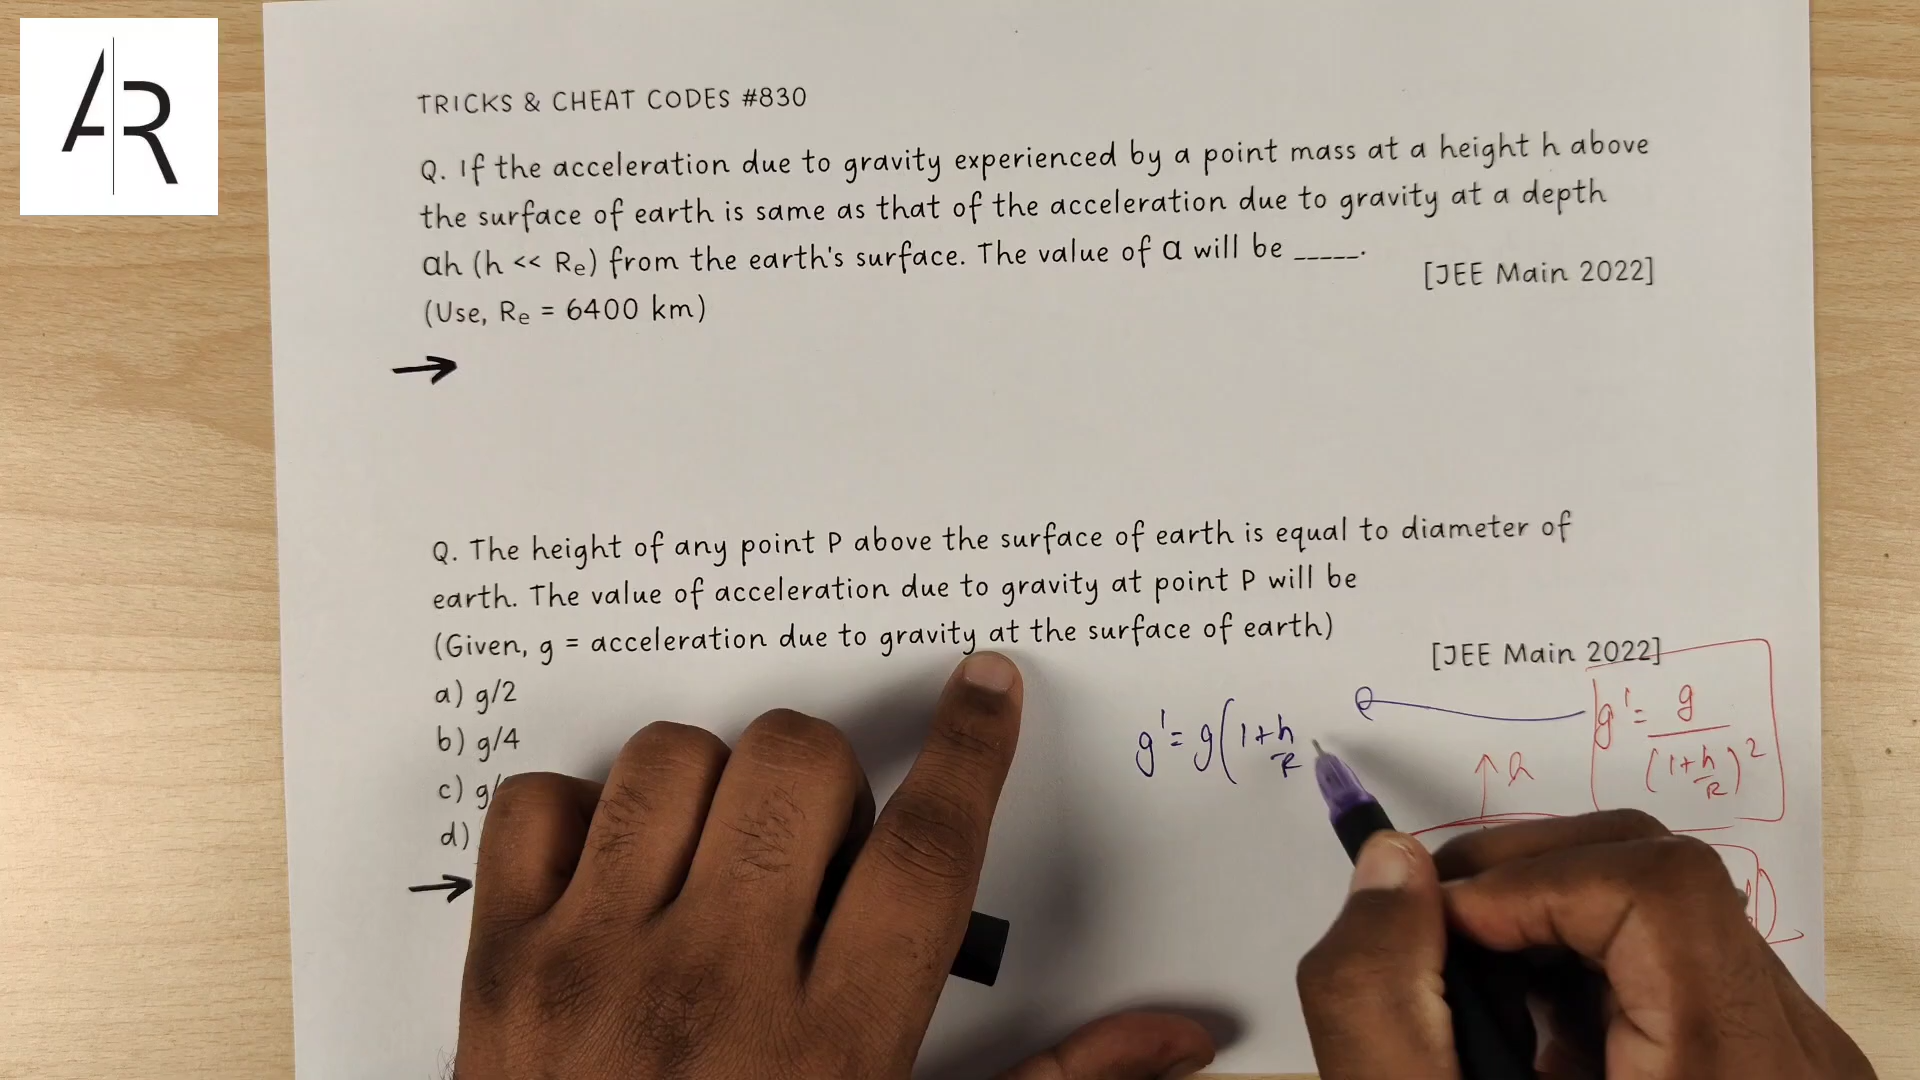 AR
TRICKS & CHEAT CODES #830
Q. If the acceleration due to gravity experienced by a point mass at a height h above
the surface of earth is same as that of the acceleration due to gravity at a depth
αh (h << Re) from the earth's surface. The value of α will be _____.
[JEE Main 2022]
(Use, Re = 6400 km)
Q. The height of any point P above the surface of earth is equal to diameter of
earth. The value of acceleration due to gravity at point P will be
(Given, g = acceleration due to gravity at the surface of earth)
[JEE Main 2022]
a) g/2
b) g/4
c) g/
d)
g' = g(1+h/R
g' = g/(1+h/R)²
h